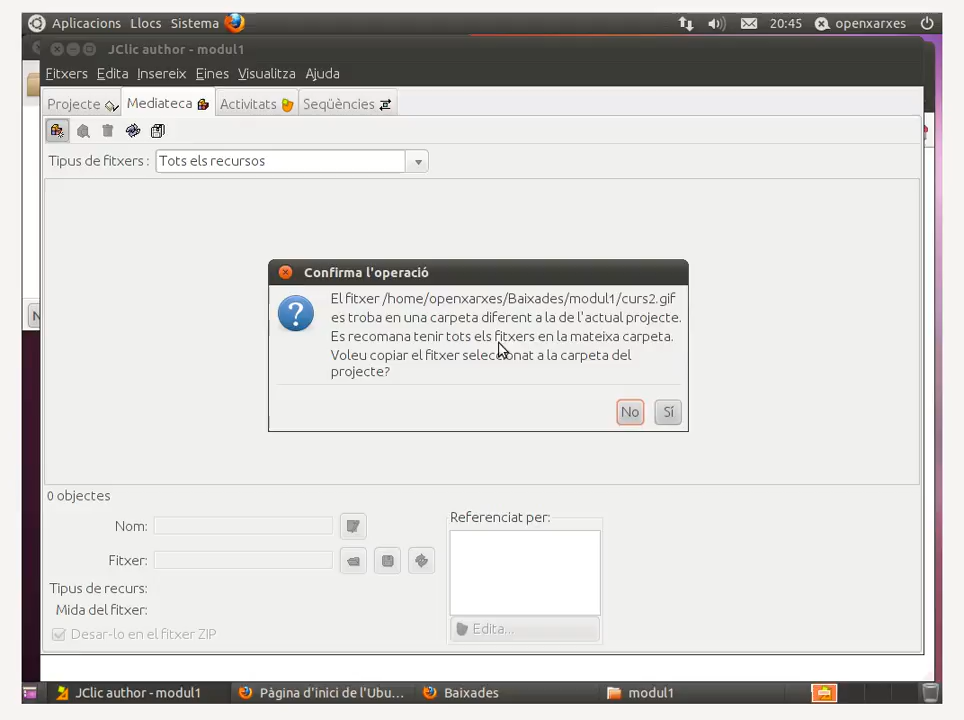 Aplicacions Llocs Sistema 20:45 openxarxes
JClic author - modul1
Fitxers Edita Insereix Eines Visualitza Ajuda
Projecte Mediateca Activitats Seqüències
Tipus de fitxers : Tots els recursos
Confirma l'operació
El fitxer /home/openxarxes/Baixades/modul1/curs2.gif
es troba en una carpeta diferent a la de l'actual projecte.
Es recomana tenir tots els fitxers en la mateixa carpeta.
Voleu copiar el fitxer seleccionat a la carpeta del
projecte?
No Sí
0 objectes
Nom:
Fitxer:
Tipus de recurs:
Mida del fitxer:
Desar-lo en el fitxer ZIP
Referenciat per:
Edita...
JClic author - modul1 Pàgina d'inici de l'Ubu... Baixades modul1